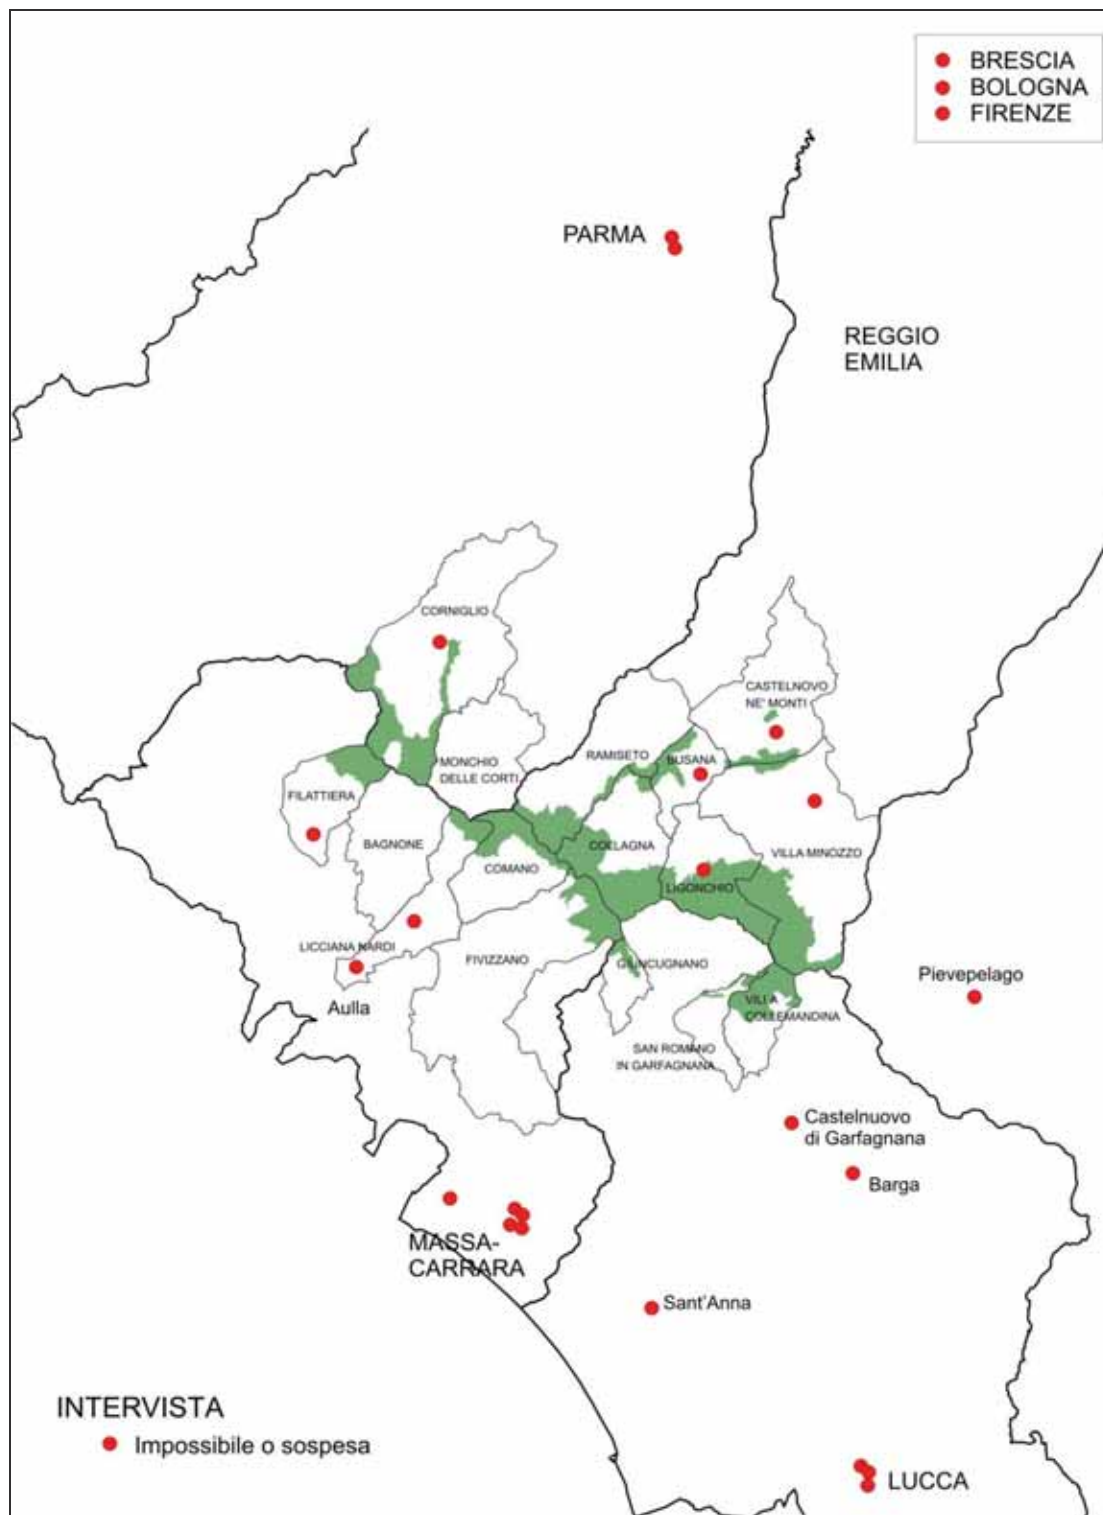 BRESCIA
BOLOGNA
FIRENZE
PARMA
REGGIO
EMILIA
CORNIGLIO
CASTELNOVO
NE' MONTI
RAMISETO
BUSANA
MONCHIO
DELLE CORTI
FILATTIERA
BAGNONE
COLLAGNA
VILLA MINOZZO
COMANO
LIGONCHIO
LICCIANA NARDI
FIVIZZANO
GIUNCUGNANO
Pievepelago
Aulla
VILLA
COLLEMANDINA
SAN ROMANO
IN GARFAGNANA
Castelnuovo
di Garfagnana
Barga
MASSA-
CARRARA
Sant'Anna
INTERVISTA
Impossibile o sospesa
LUCCA